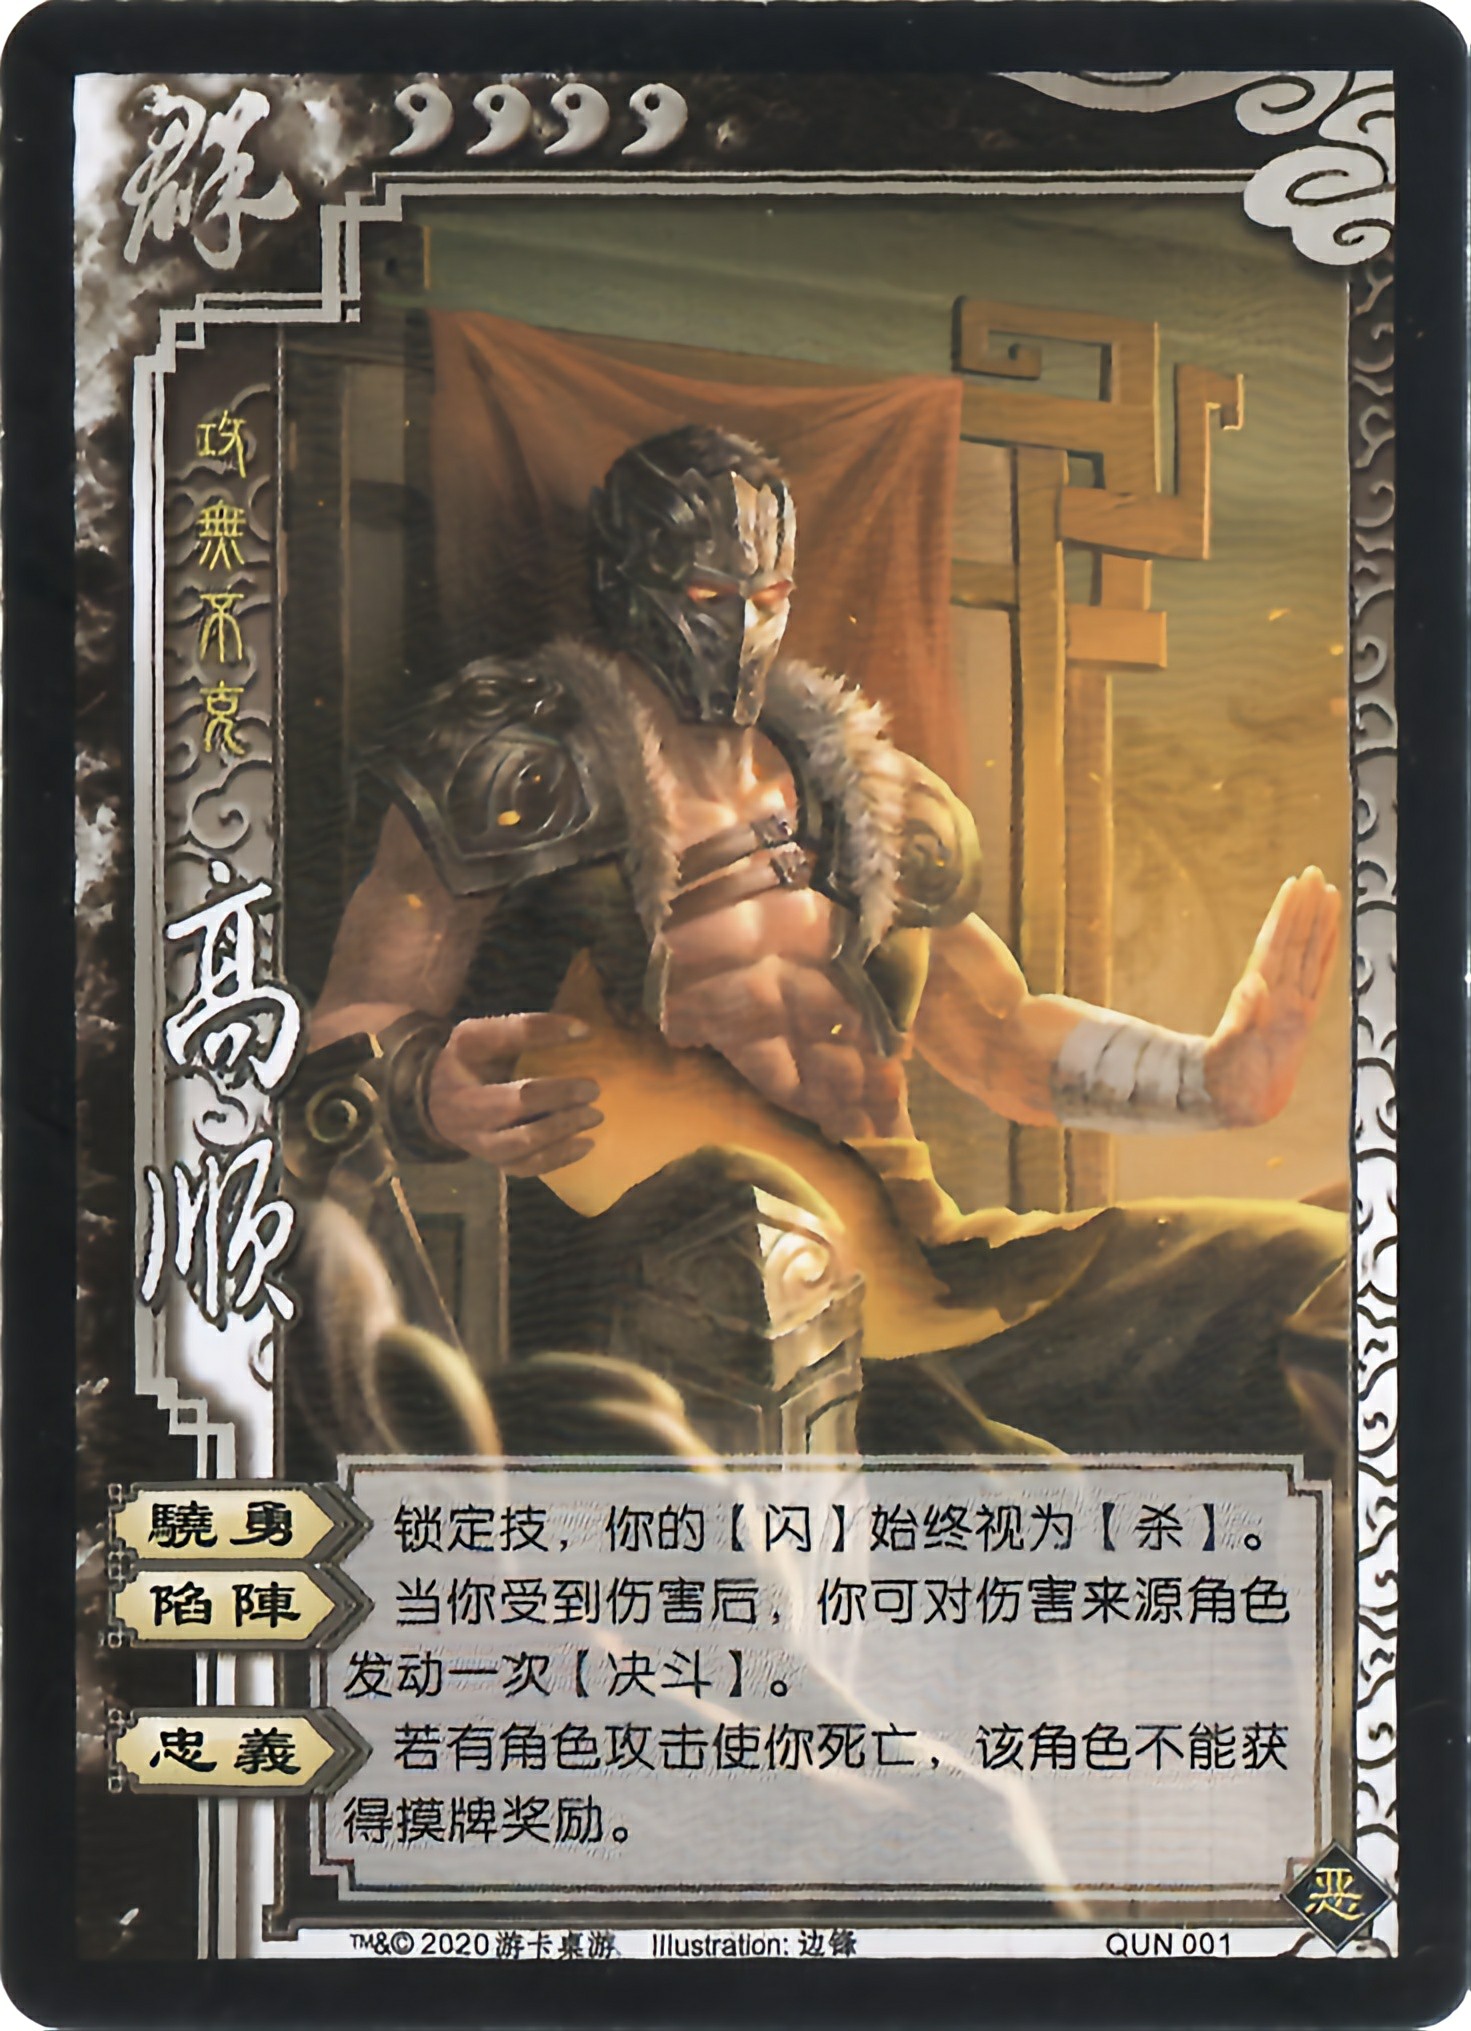 群
攻無不克
高順
驍勇
锁定技，你的【闪】始终视为【杀】。
陷陣
当你受到伤害后，你可对伤害来源角色
发动一次【决斗】。
忠義
若有角色攻击使你死亡，该角色不能获
得摸牌奖励。
恶
™&© 2020 游卡桌游 Illustration: 边锋
QUN 001